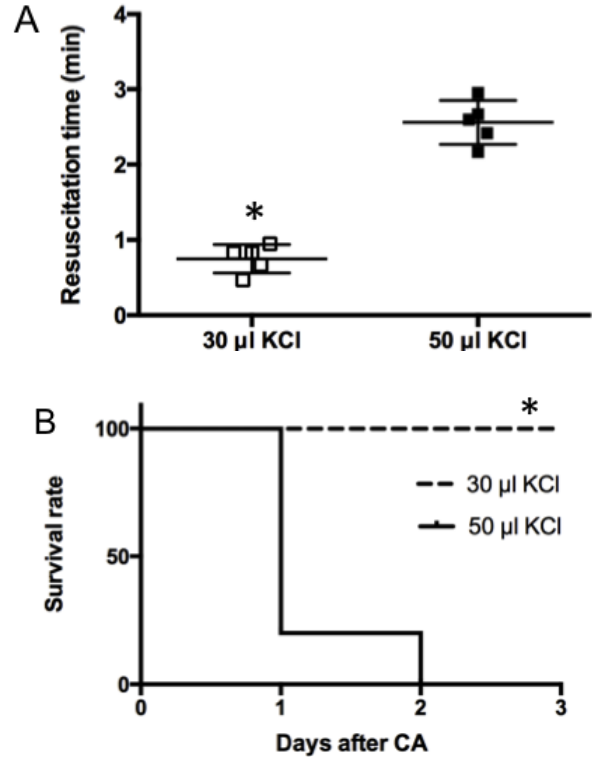 A
Resuscitation time (min)
4
3
2
1
0
*
30 µl KCl
50 µl KCl
B
Survival rate
100
50
0
*
30 µl KCl
50 µl KCl
0 1 2 3
Days after CA